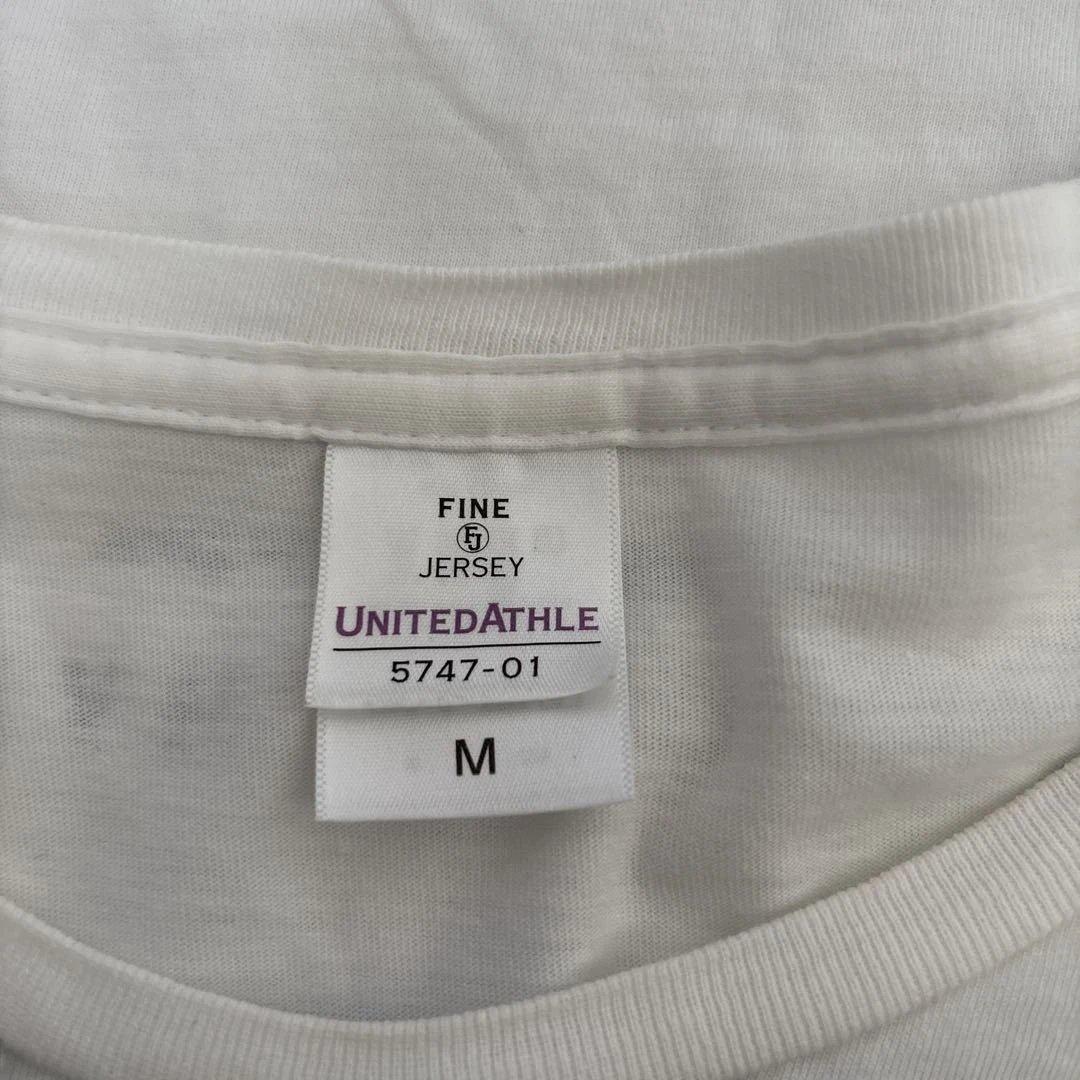 FINE
FJ
JERSEY
UNITEDATHLE
5747-01
M